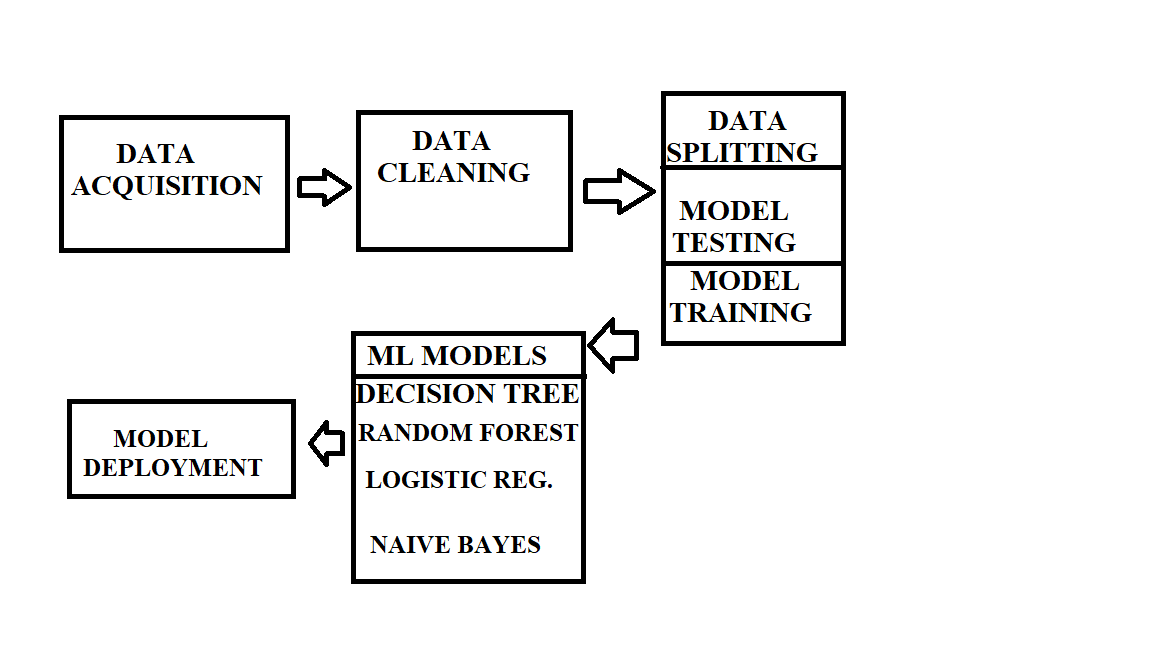 DATA
ACQUISITION
DATA
CLEANING
DATA
SPLITTING
MODEL
TESTING
MODEL
TRAINING
ML MODELS
DECISION TREE
RANDOM FOREST
LOGISTIC REG.
NAIVE BAYES
MODEL
DEPLOYMENT